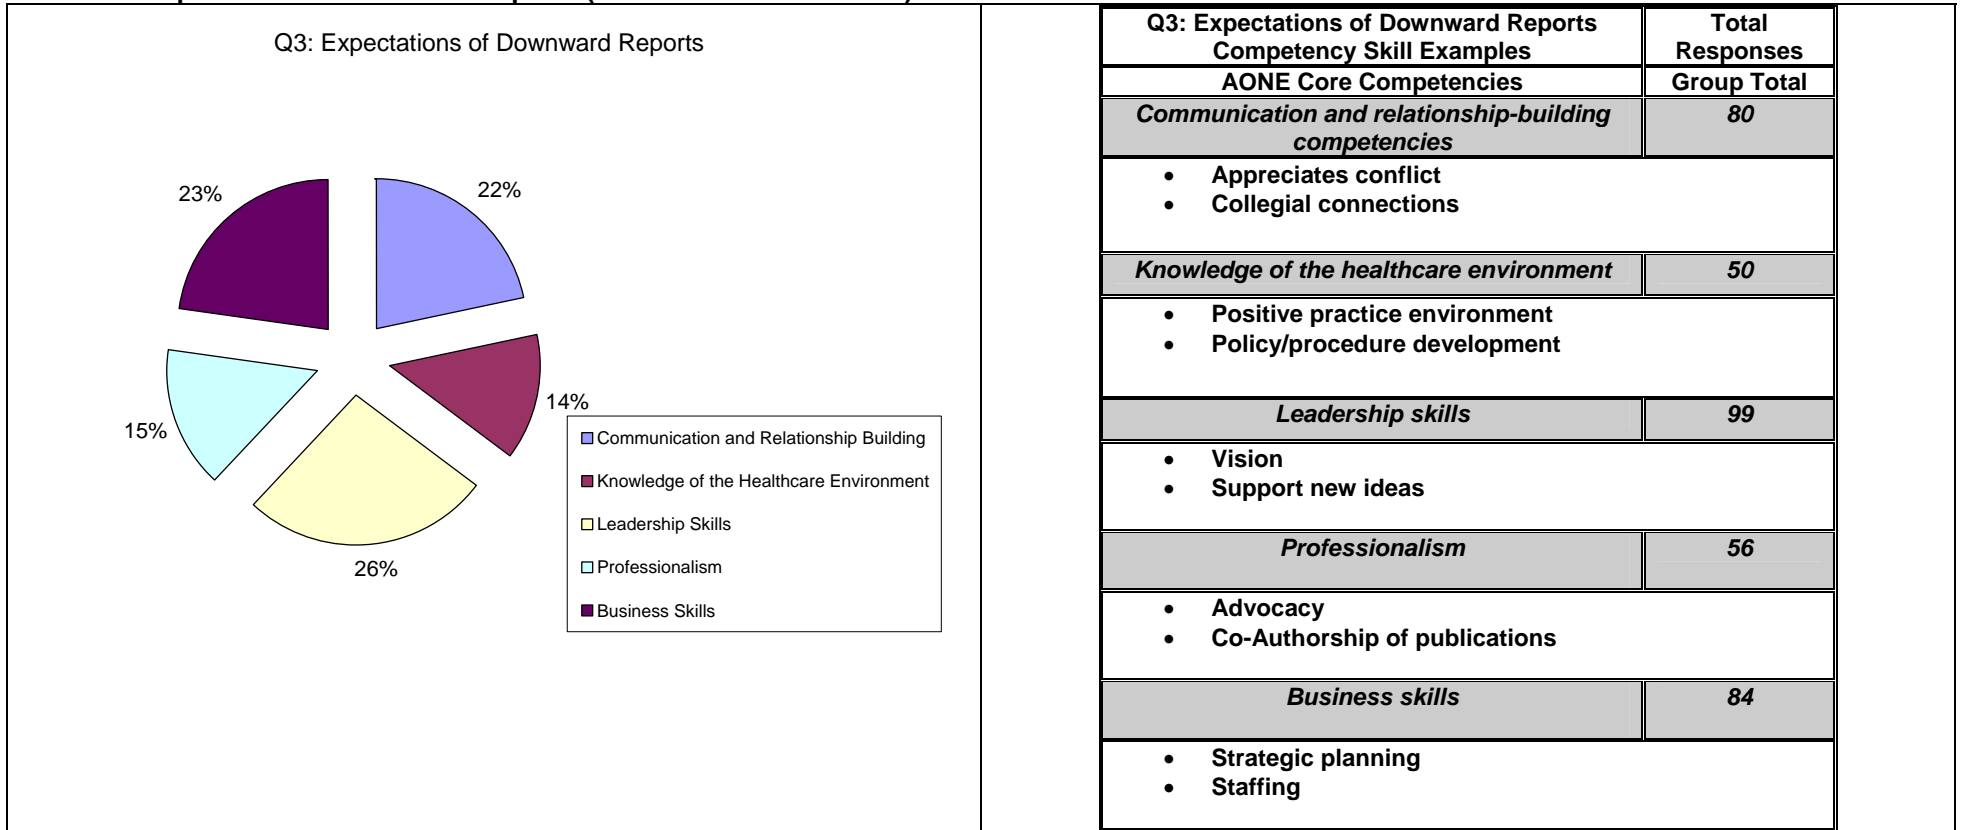 Q3: Expectations of Downward Reports
23%
22%
14%
15%
26%
Communication and Relationship Building
Knowledge of the Healthcare Environment
Leadership Skills
Professionalism
Business Skills
Q3: Expectations of Downward Reports
Competency Skill Examples
Total
Responses
AONE Core Competencies
Group Total
Communication and relationship-building
competencies
80
• Appreciates conflict
• Collegial connections
Knowledge of the healthcare environment
50
• Positive practice environment
• Policy/procedure development
Leadership skills
99
• Vision
• Support new ideas
Professionalism
56
• Advocacy
• Co-Authorship of publications
Business skills
84
• Strategic planning
• Staffing